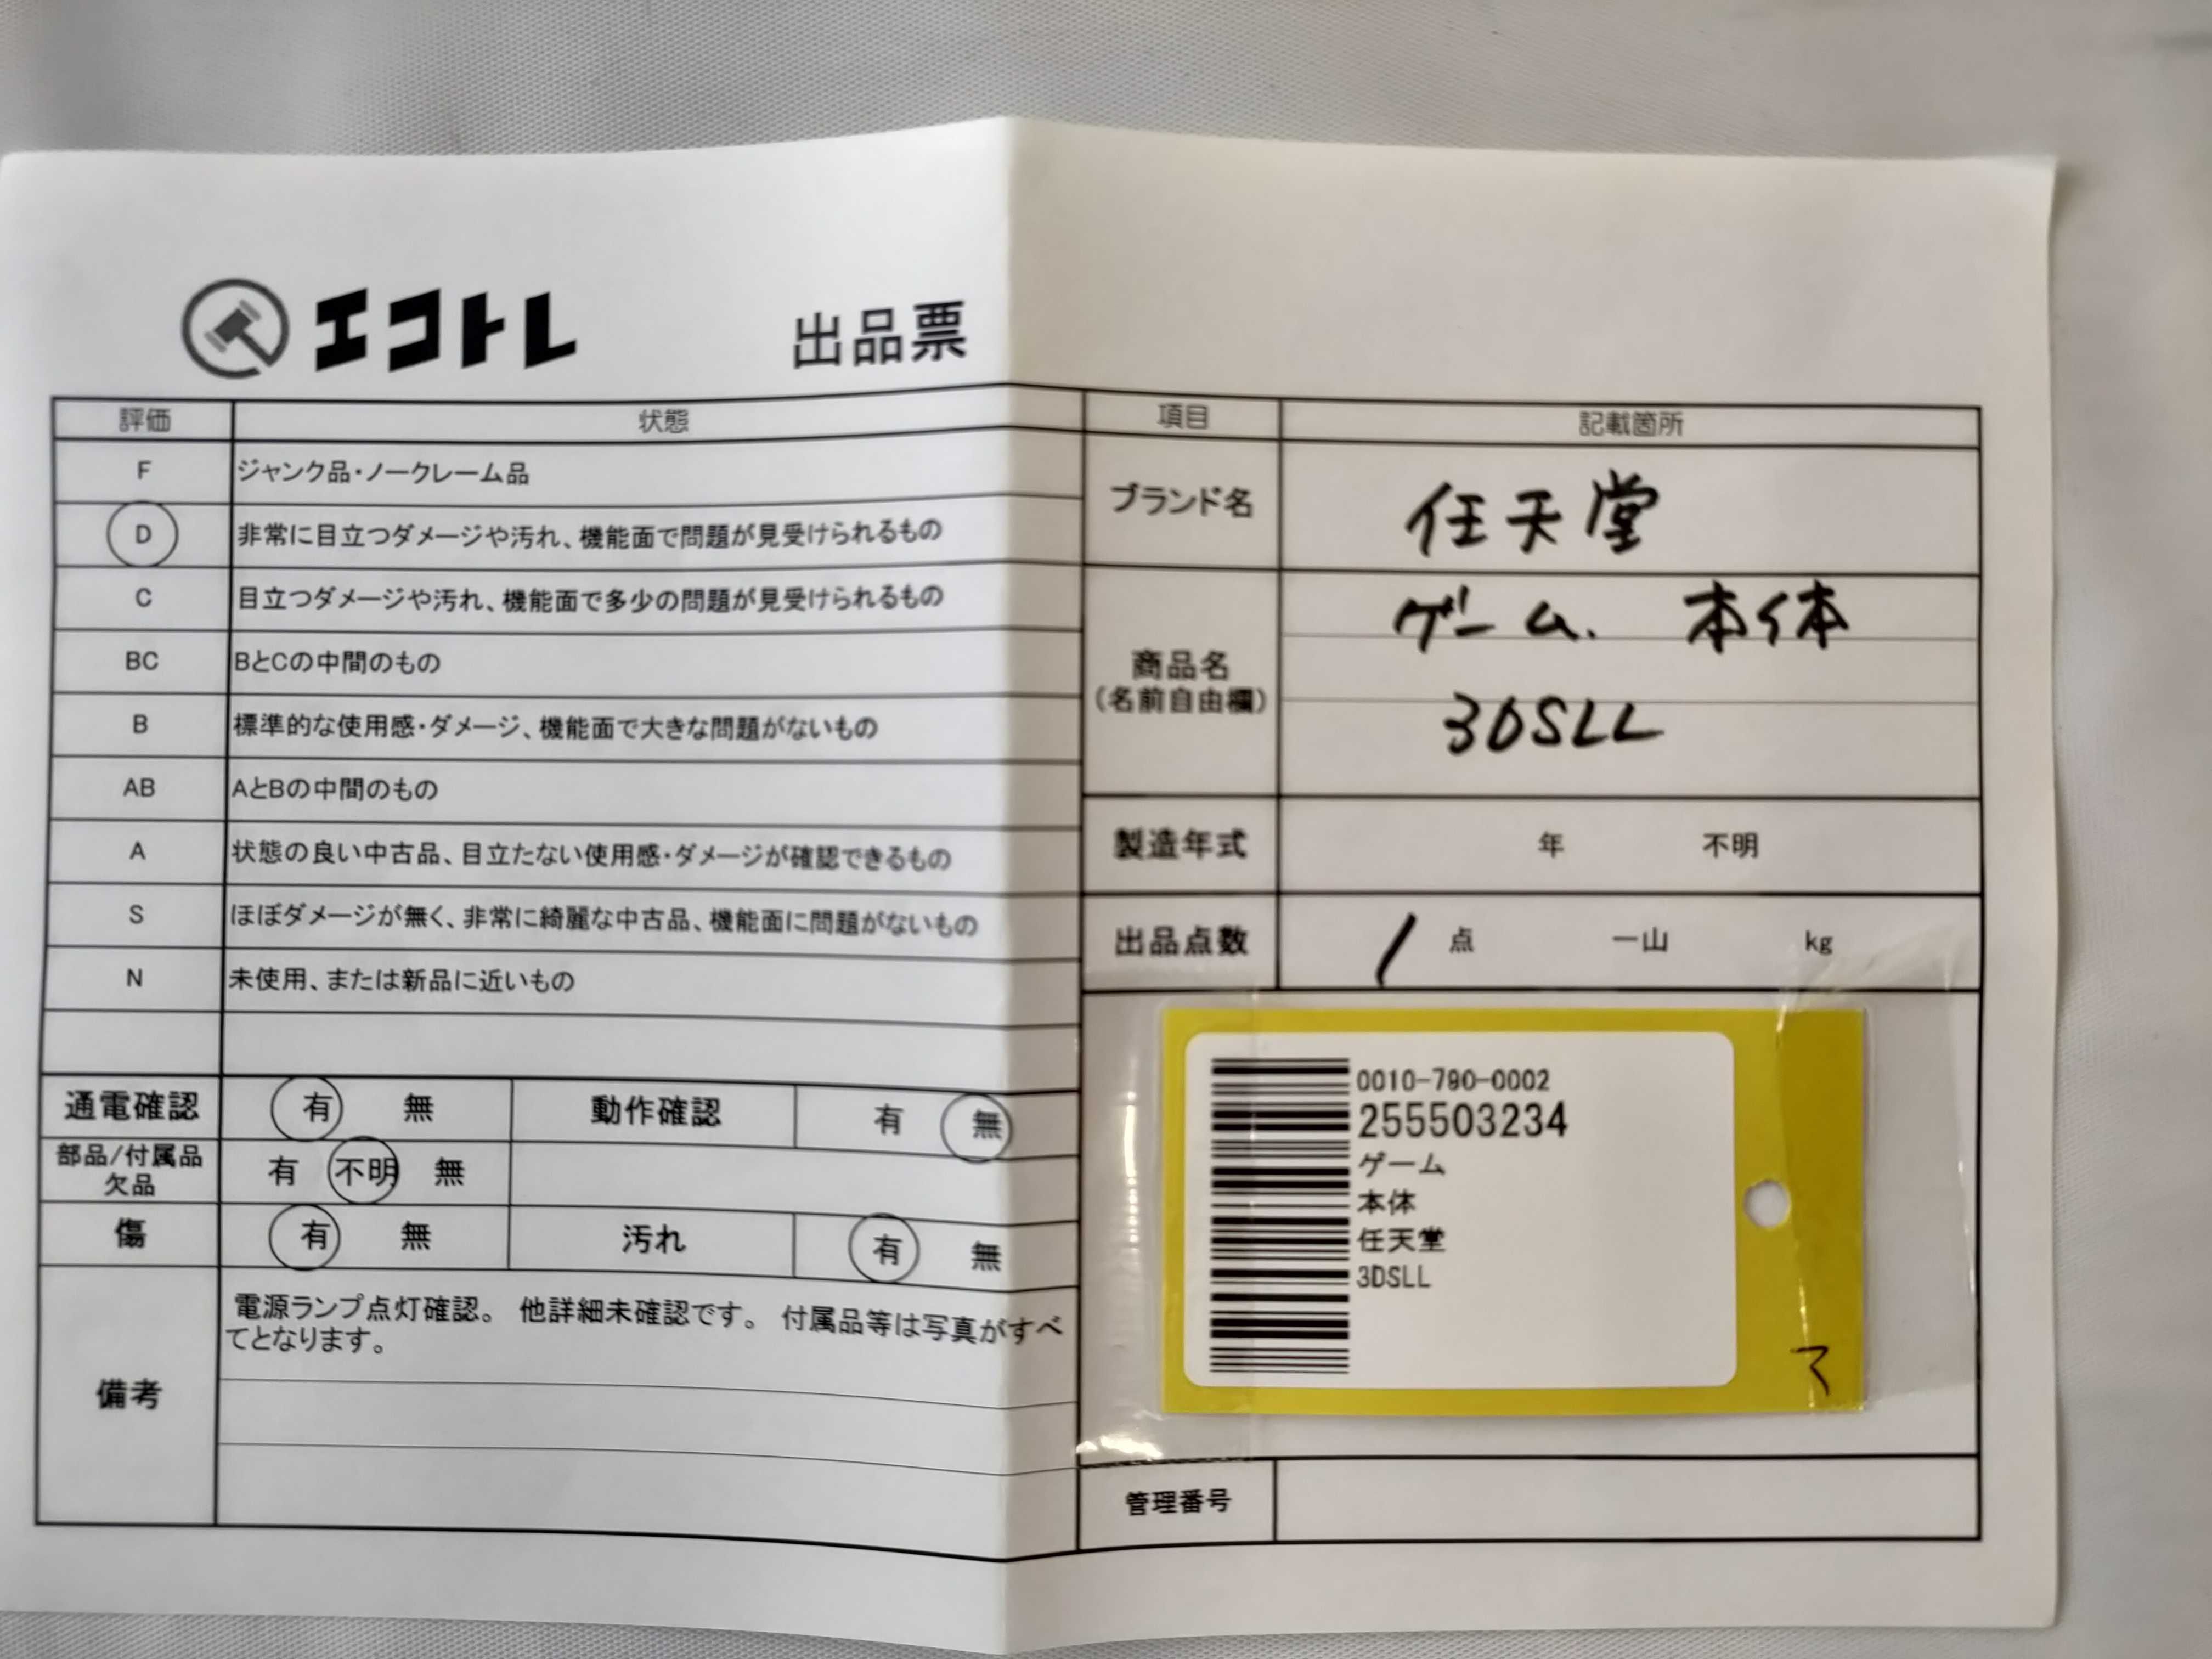 エコトレ 出品票
評価 状態
F ジャンク品・ノークレーム品
D 非常に目立つダメージや汚れ、機能面で問題が見受けられるもの
C 目立つダメージや汚れ、機能面で多少の問題が見受けられるもの
BC BとCの中間のもの
B 標準的な使用感・ダメージ、機能面で大きな問題がないもの
AB AとBの中間のもの
A 状態の良い中古品、目立たない使用感・ダメージが確認できるもの
S ほぼダメージが無く、非常に綺麗な中古品、機能面に問題がないもの
N 未使用、または新品に近いもの
通電確認 有 無 動作確認 有 無
部品/付属品
欠品 有 不明 無
傷 有 無 汚れ 有 無
備考
電源ランプ点灯確認。 他詳細未確認です。 付属品等は写真がすべ
てとなります。
項目 記載箇所
ブランド名 任天堂
商品名
(名前自由欄)
ゲーム. 本体
3DSLL
製造年式 年 不明
出品点数 1 点 一山 kg
0010-790-0002
255503234
ゲーム
本体
任天堂
3DSLL
管理番号